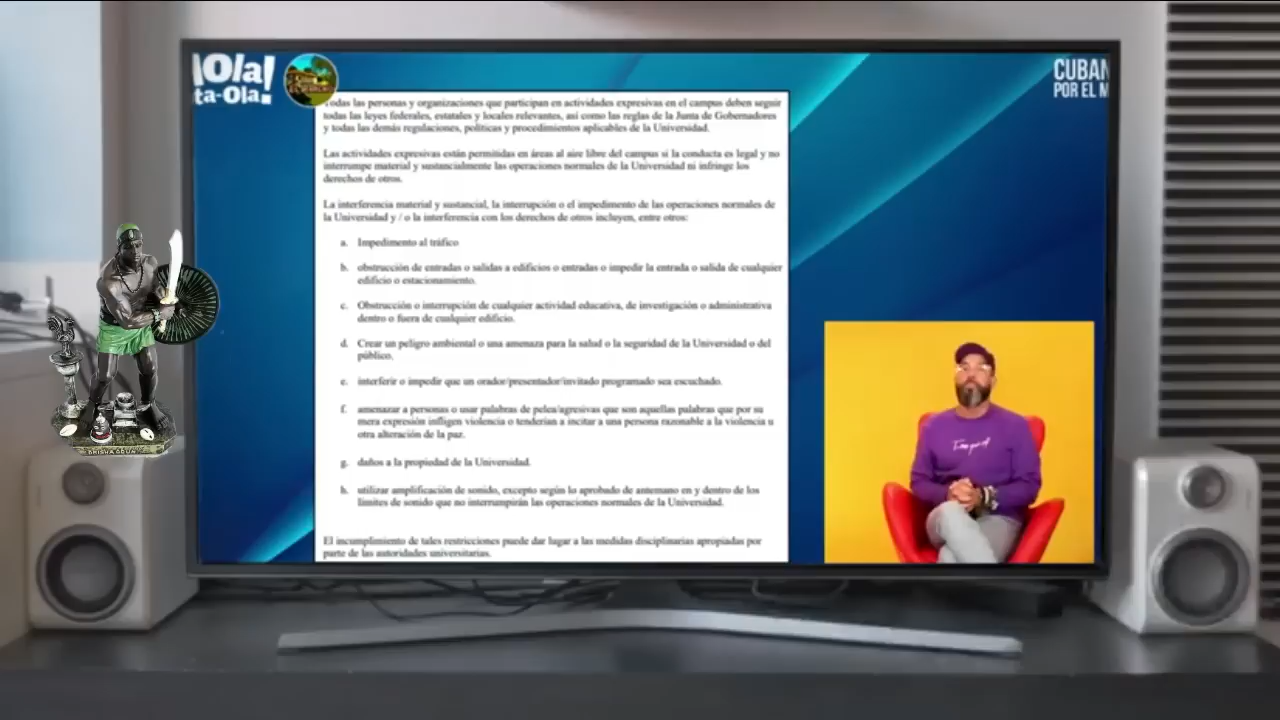 ¡Ola!
ta-Ola!
CUBAN
POR EL M
Todas las personas y organizaciones que participan en actividades expresivas en el campus deben seguir
todas las leyes federales, estatales y locales relevantes, así como las reglas de la Junta de Gobernadores
y todas las demás regulaciones, políticas y procedimientos aplicables de la Universidad.
Las actividades expresivas están permitidas en áreas al aire libre del campus si la conducta es legal y no
interrumpe material y sustancialmente las operaciones normales de la Universidad ni infringe los
derechos de otros.
La interferencia material y sustancial, la interrupción o el impedimento de las operaciones normales de
la Universidad y / o la interferencia con los derechos de otros incluyen, entre otros:
a. Impedimento al tráfico
b. obstrucción de entradas o salidas a edificios o entradas o impedir la entrada o salida de cualquier
edificio o estacionamiento.
c. Obstrucción o interrupción de cualquier actividad educativa, de investigación o administrativa
dentro o fuera de cualquier edificio.
d. Crear un peligro ambiental o una amenaza para la salud o la seguridad de la Universidad o del
público.
e. interferir o impedir que un orador/presentador/invitado programado sea escuchado.
f. amenazar a personas o usar palabras de pelea/agresivas que son aquellas palabras que por su
mera expresión infligen violencia o tenderían a incitar a una persona razonable a la violencia u
otra alteración de la paz.
g. daños a la propiedad de la Universidad.
h. utilizar amplificación de sonido, excepto según lo aprobado de antemano en y dentro de los
límites de sonido que no interrumpirán las operaciones normales de la Universidad.
El incumplimiento de tales restricciones puede dar lugar a las medidas disciplinarias apropiadas por
parte de las autoridades universitarias.